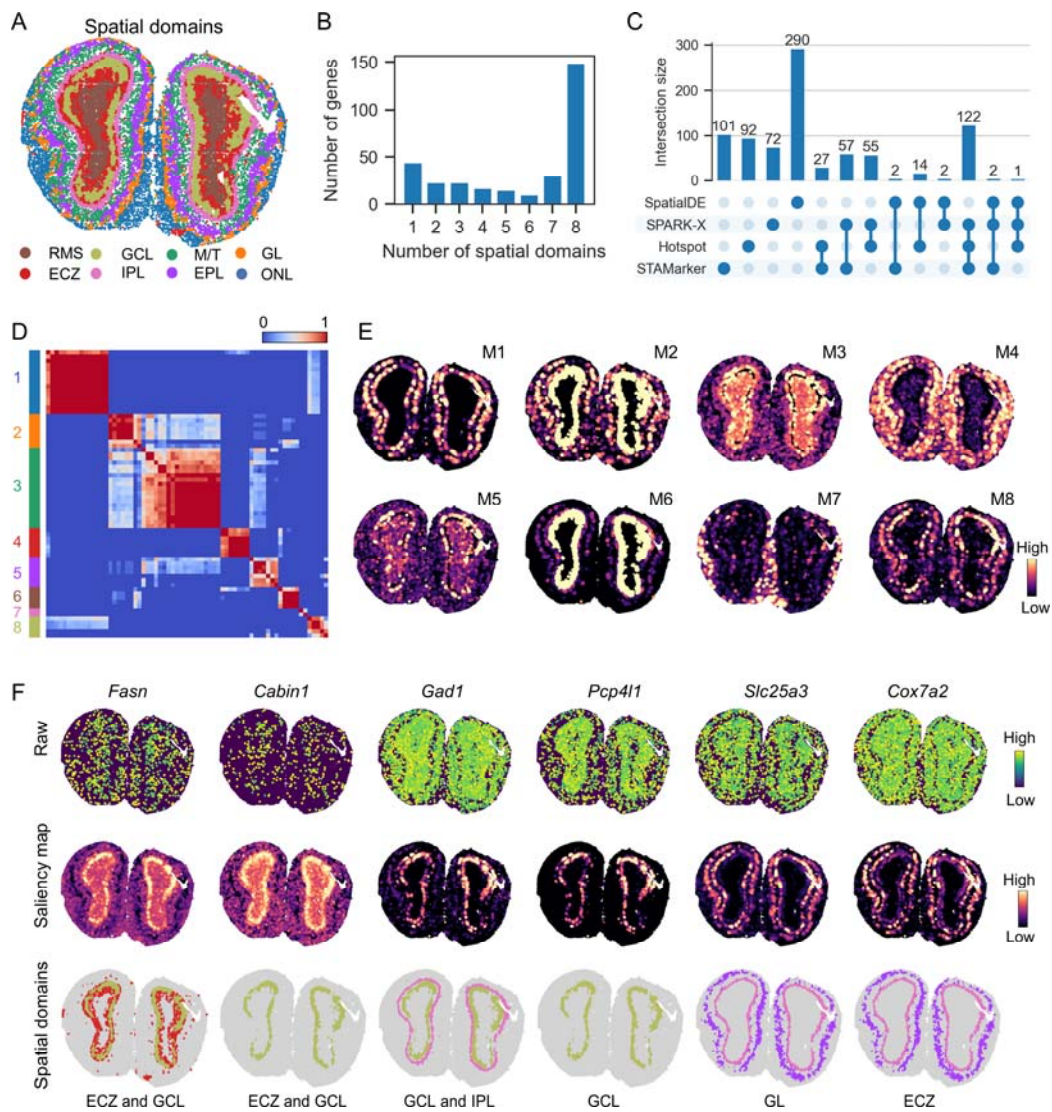 A
Spatial domains
RMS GCL M/T GL
ECZ IPL EPL ONL
B
Number of genes
150
100
50
0
1 2 3 4 5 6 7 8
Number of spatial domains
C
Intersection size
300
200
100
0
101 92 72 290 27 57 55 2 14 2 122 2 1
SpatialDE
SPARK-X
Hotspot
STAMarker
D
0 1
1
2
3
4
5
6
7
8
E
M1 M2 M3 M4
M5 M6 M7 M8
High
Low
F
Fasn Cabin1 Gad1 Pcp4l1 Slc25a3 Cox7a2
Raw
High
Low
Saliency map
High
Low
Spatial domains
ECZ and GCL ECZ and GCL GCL and IPL GCL GL ECZ